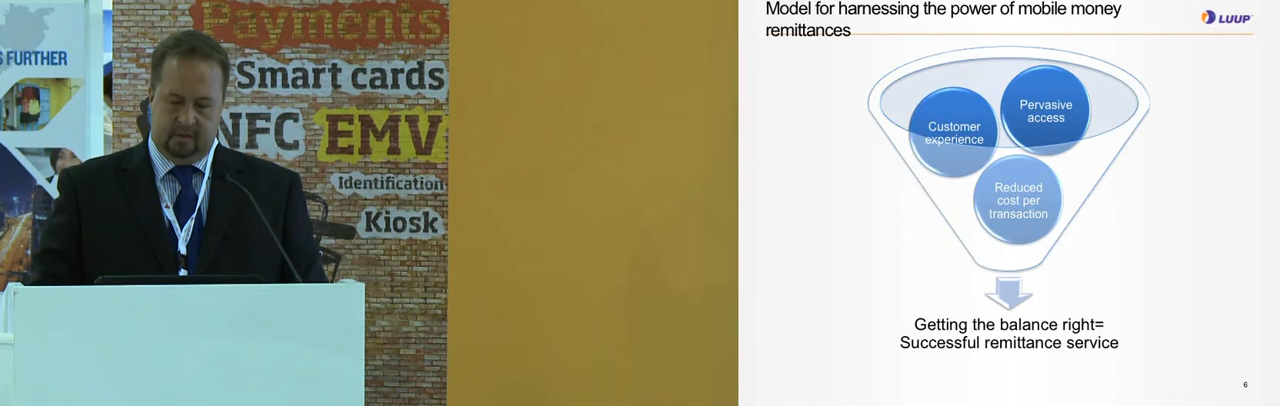 S FURTHER
Payments
Smart cards
NFC EMV
Identification
Kiosk
Model for harnessing the power of mobile money
remittances
LUUP
Customer
experience
Pervasive
access
Reduced
cost per
transaction
Getting the balance right=
Successful remittance service
6